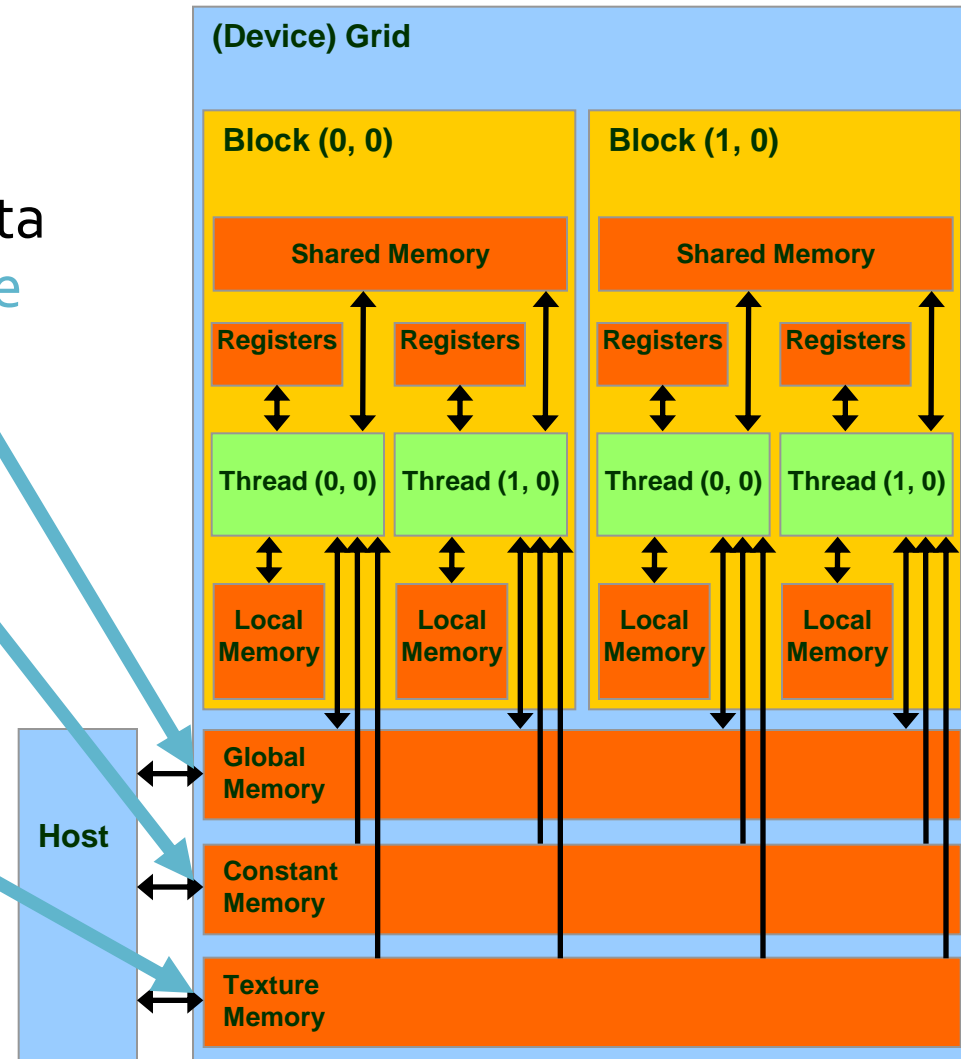 (Device) Grid
Block (0, 0)
Block (1, 0)
ta
e
Shared Memory
Shared Memory
Registers
Registers
Registers
Registers
Thread (0, 0)
Thread (1, 0)
Thread (0, 0)
Thread (1, 0)
Local
Memory
Local
Memory
Local
Memory
Local
Memory
Global
Memory
Host
Constant
Memory
Texture
Memory